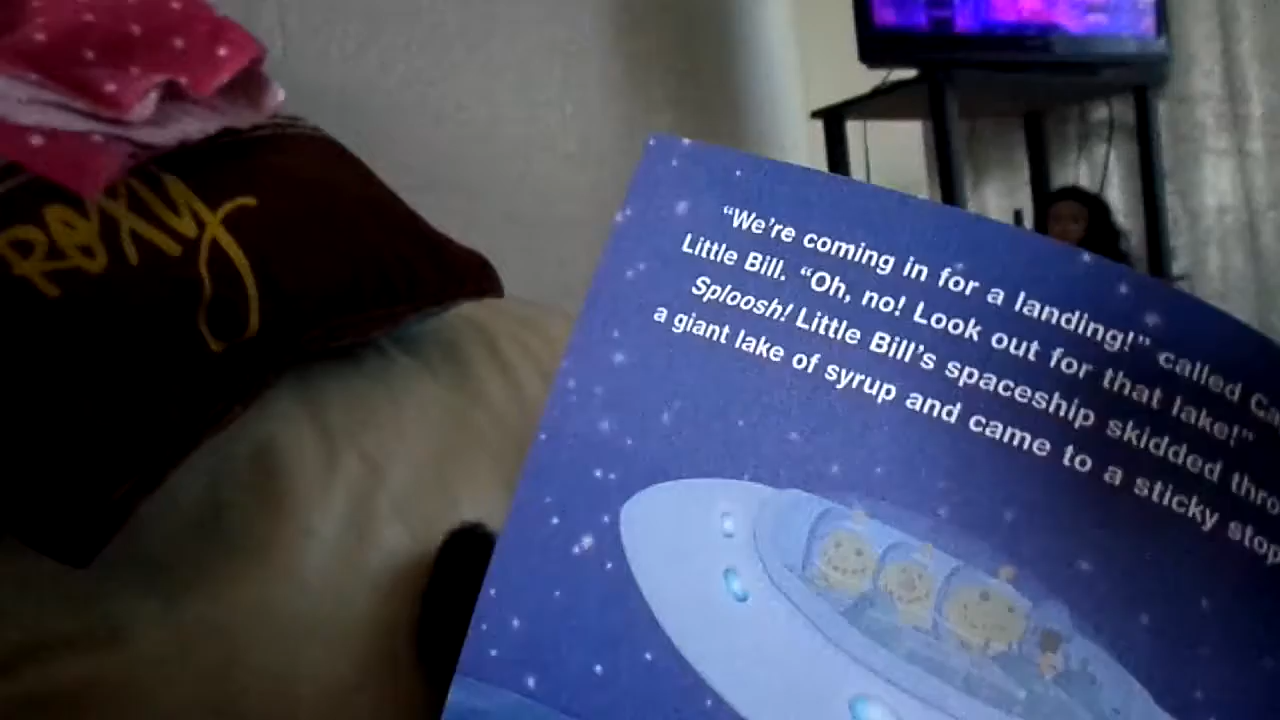 ROXY
"We're coming in for a landing!" called
Little Bill. "Oh, no! Look out for that lake!"
Sploosh! Little Bill's spaceship skidded
a giant lake of syrup and came to a sticky stop